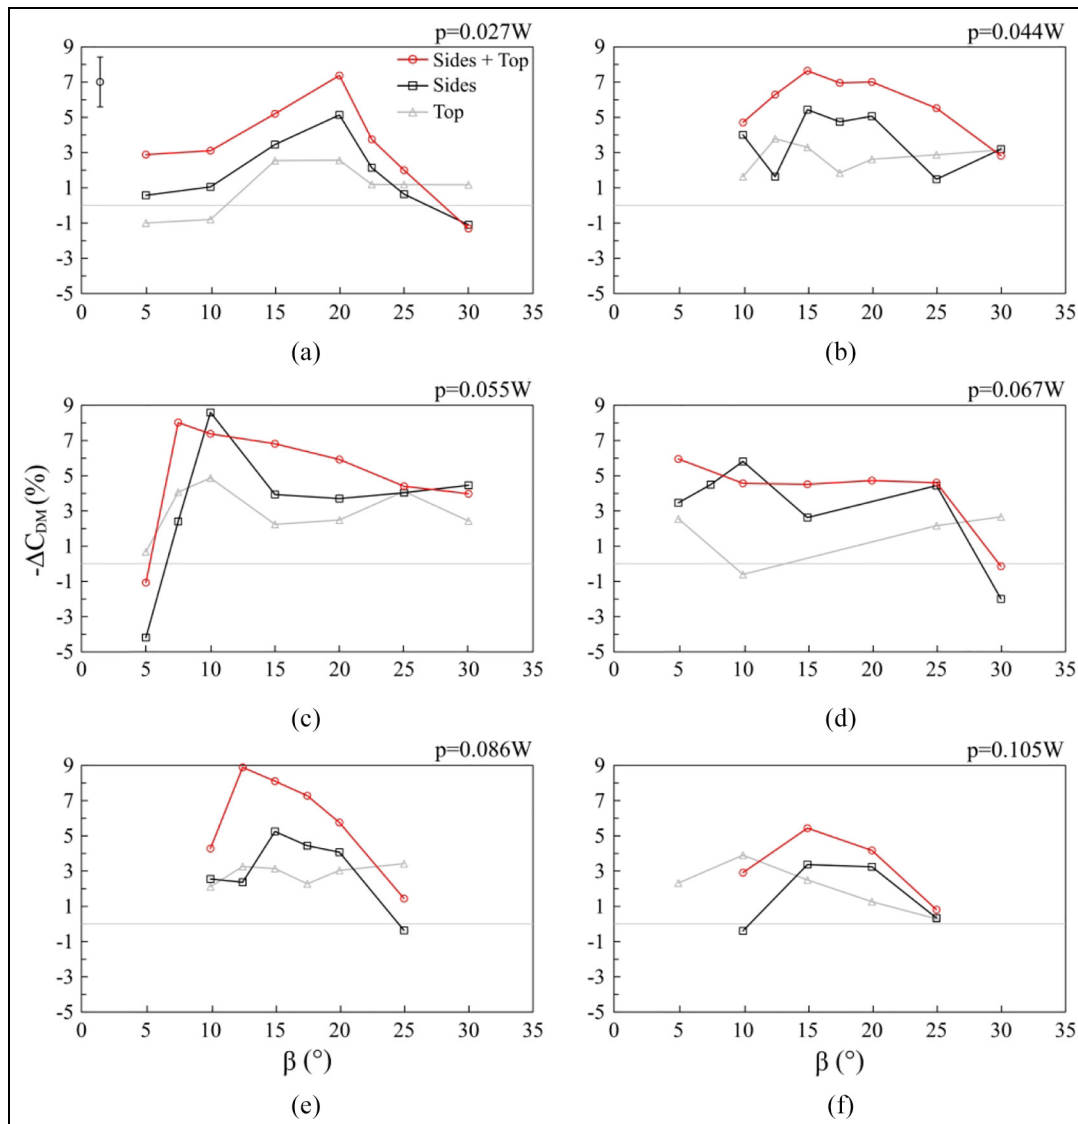 p=0.027W
p=0.044W
9
7
5
3
1
-1
-3
-5
Sides + Top
Sides
Top
0 5 10 15 20 25 30 35
(a)
9
7
5
3
1
-1
-3
-5
0 5 10 15 20 25 30 35
(b)
p=0.055W
p=0.067W
-ΔC_DM(%)
9
7
5
3
1
-1
-3
-5
0 5 10 15 20 25 30 35
(c)
9
7
5
3
1
-1
-3
-5
0 5 10 15 20 25 30 35
(d)
p=0.086W
p=0.105W
9
7
5
3
1
-1
-3
-5
0 5 10 15 20 25 30 35
β (°)
(e)
9
7
5
3
1
-1
-3
-5
0 5 10 15 20 25 30 35
β (°)
(f)